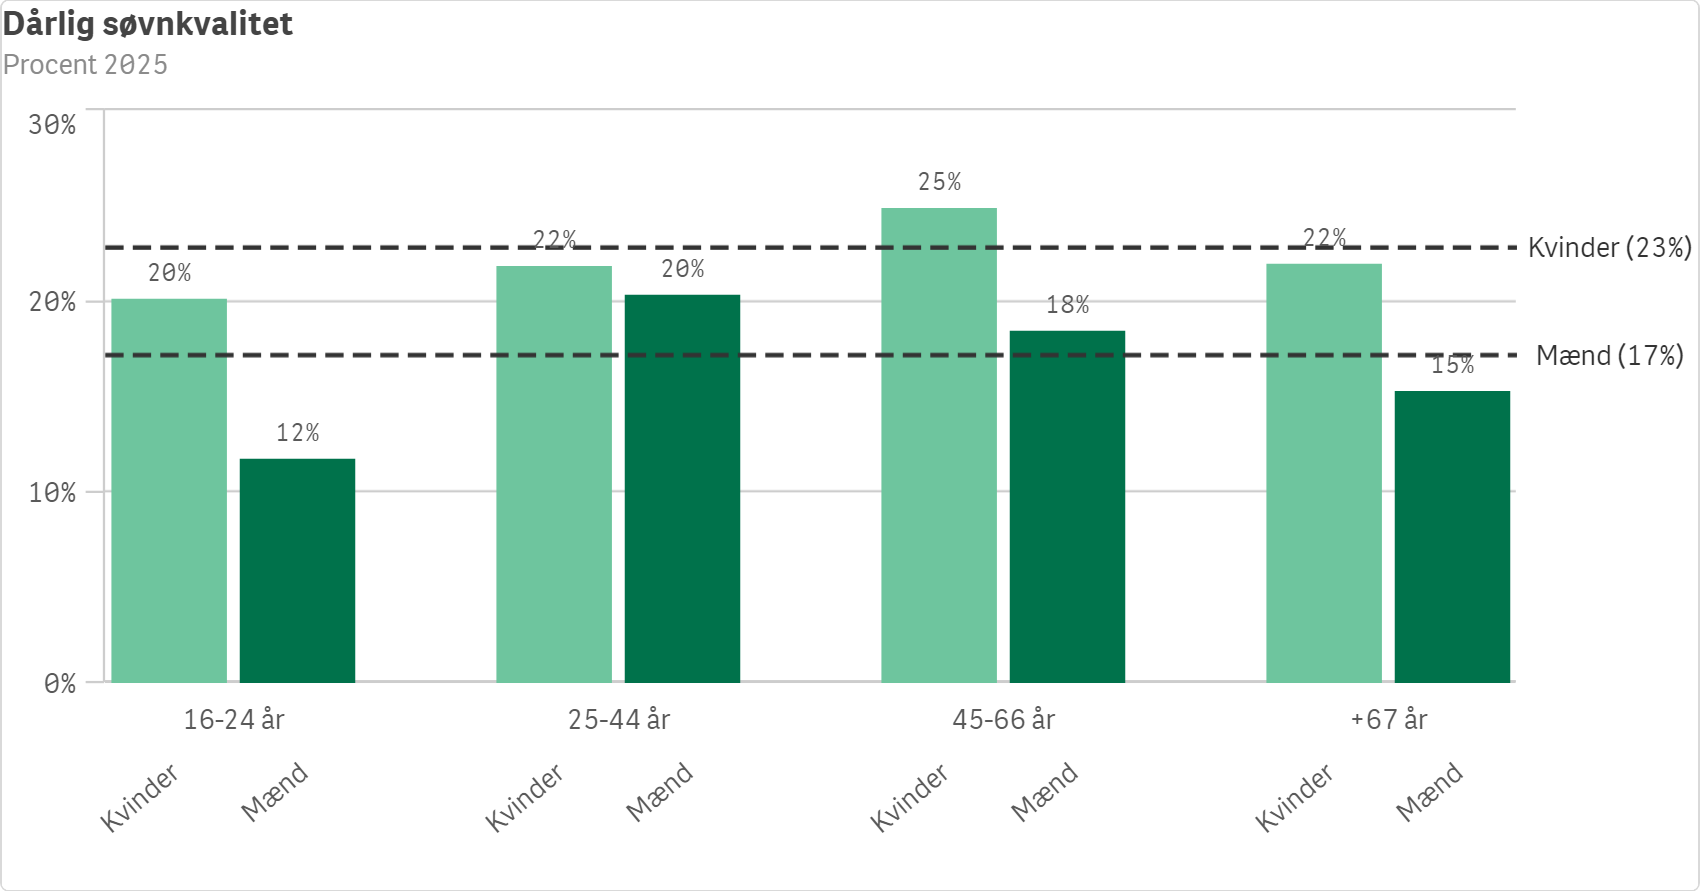 Dårlig søvnkvalitet
Procent 2025
30%
20%
10%
0%
20%
12%
22%
20%
25%
18%
22%
15%
Kvinder (23%)
Mænd (17%)
16-24 år
25-44 år
45-66 år
+67 år
Kvinder
Mænd
Kvinder
Mænd
Kvinder
Mænd
Kvinder
Mænd